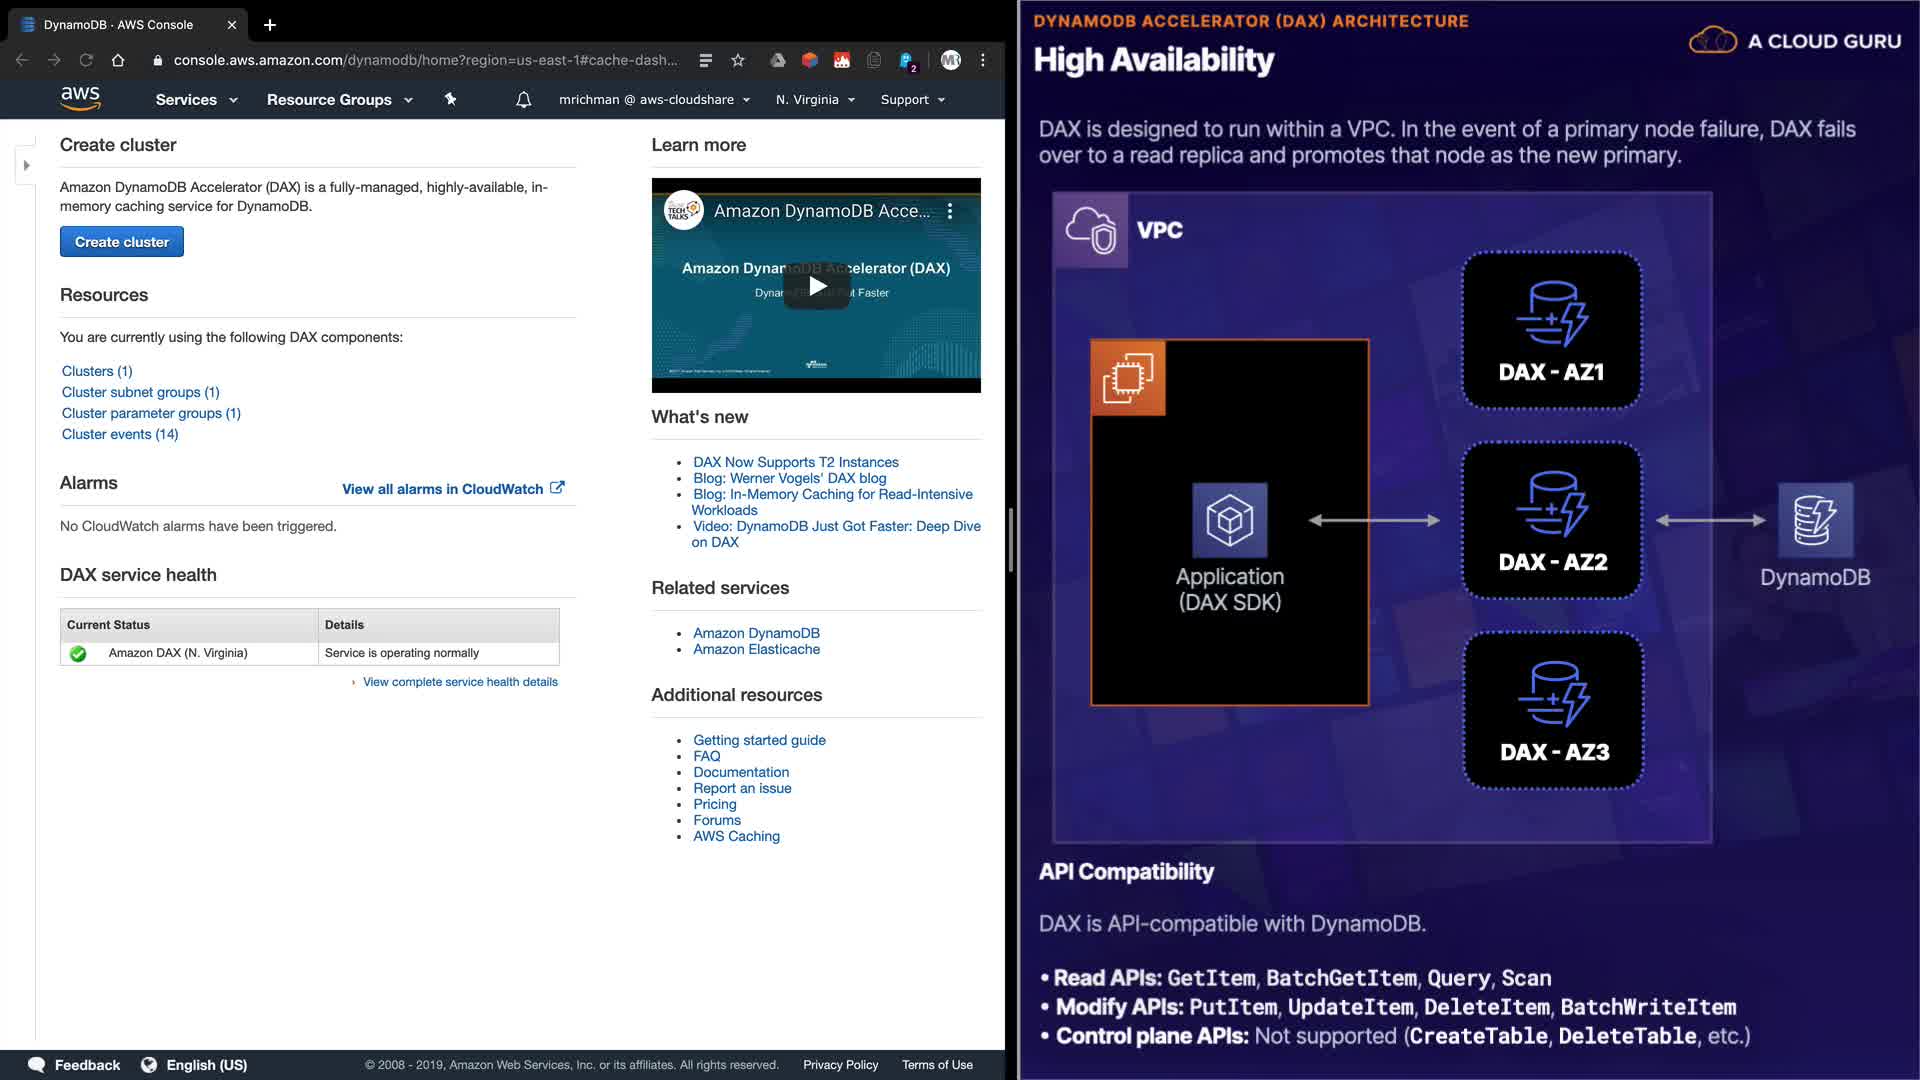 DynamoDB · AWS Console
console.aws.amazon.com/dynamodb/home?region=us-east-1#cache-dash...
2
aws
Services
Resource Groups
mrichman @ aws-cloudshare
N. Virginia
Support
Create cluster
Amazon DynamoDB Accelerator (DAX) is a fully-managed, highly-available, in-
memory caching service for DynamoDB.
Create cluster
Resources
You are currently using the following DAX components:
Clusters (1)
Cluster subnet groups (1)
Cluster parameter groups (1)
Cluster events (14)
Alarms
View all alarms in CloudWatch
No CloudWatch alarms have been triggered.
DAX service health
Current Status
Details
Amazon DAX (N. Virginia)
Service is operating normally
View complete service health details
Learn more
TECH
TALKS
Amazon DynamoDB Acce...
Amazon DynamoDB Accelerator (DAX)
Faster
What's new
DAX Now Supports T2 Instances
Blog: Werner Vogels' DAX blog
Blog: In-Memory Caching for Read-Intensive
Workloads
Video: DynamoDB Just Got Faster: Deep Dive
on DAX
Related services
Amazon DynamoDB
Amazon Elasticache
Additional resources
Getting started guide
FAQ
Documentation
Report an issue
Pricing
Forums
AWS Caching
Feedback
English (US)
© 2008 - 2019, Amazon Web Services, Inc. or its affiliates. All rights reserved.
Privacy Policy
Terms of Use
DYNAMODB ACCELERATOR (DAX) ARCHITECTURE
High Availability
A CLOUD GURU
DAX is designed to run within a VPC. In the event of a primary node failure, DAX fails
over to a read replica and promotes that node as the new primary.
VPC
DAX - AZ1
DAX - AZ2
DAX - AZ3
Application
(DAX SDK)
DynamoDB
API Compatibility
DAX is API-compatible with DynamoDB.
• Read APIs: GetItem, BatchGetItem, Query, Scan
• Modify APIs: PutItem, UpdateItem, DeleteItem, BatchWriteItem
• Control plane APIs: Not supported (CreateTable, DeleteTable, etc.)